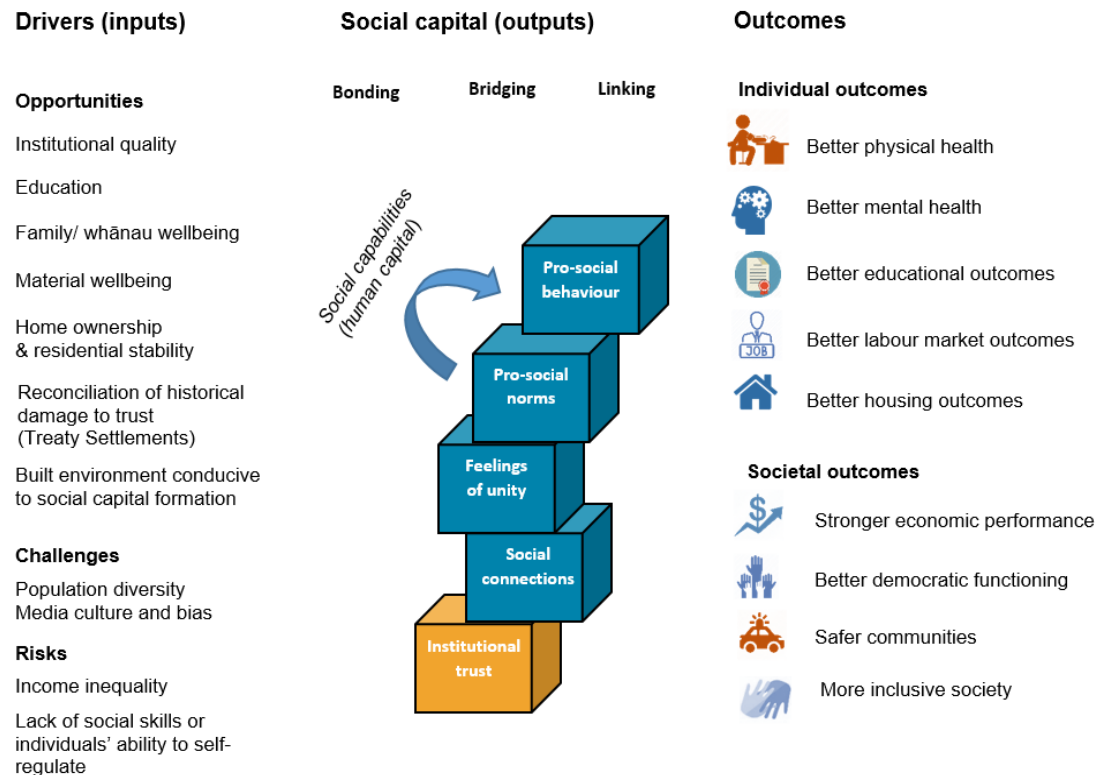 Drivers (inputs)
Opportunities
Institutional quality
Education
Family/ whānau wellbeing
Material wellbeing
Home ownership
& residential stability
Reconciliation of historical
damage to trust
(Treaty Settlements)
Built environment conducive
to social capital formation
Challenges
Population diversity
Media culture and bias
Risks
Income inequality
Lack of social skills or
individuals’ ability to self-
regulate
Social capital (outputs)
Bonding
Bridging
Linking
Social capabilities
(human capital)
Pro-social
behaviour
Pro-social
norms
Feelings
of unity
Social
connections
Institutional
trust
Outcomes
Individual outcomes
Better physical health
Better mental health
Better educational outcomes
JOB
Better labour market outcomes
Better housing outcomes
Societal outcomes
$
Stronger economic performance
Better democratic functioning
Safer communities
More inclusive society